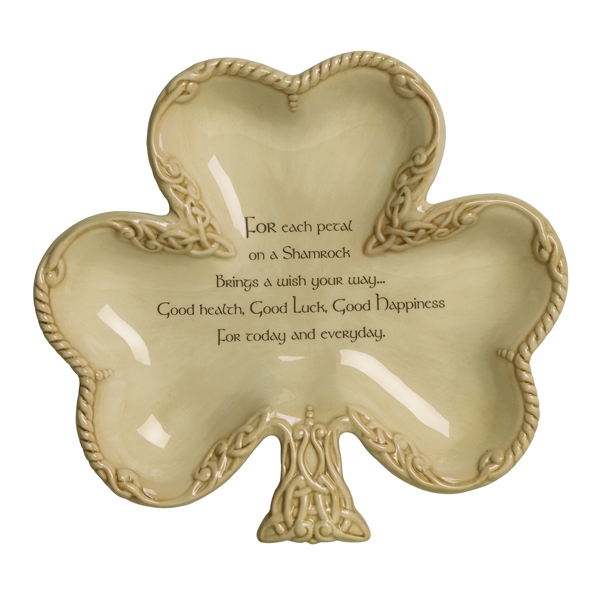 For each petal
on a Shamrock
Brings a wish your way...
Good health, Good Luck, Good Happiness
For today and everyday.